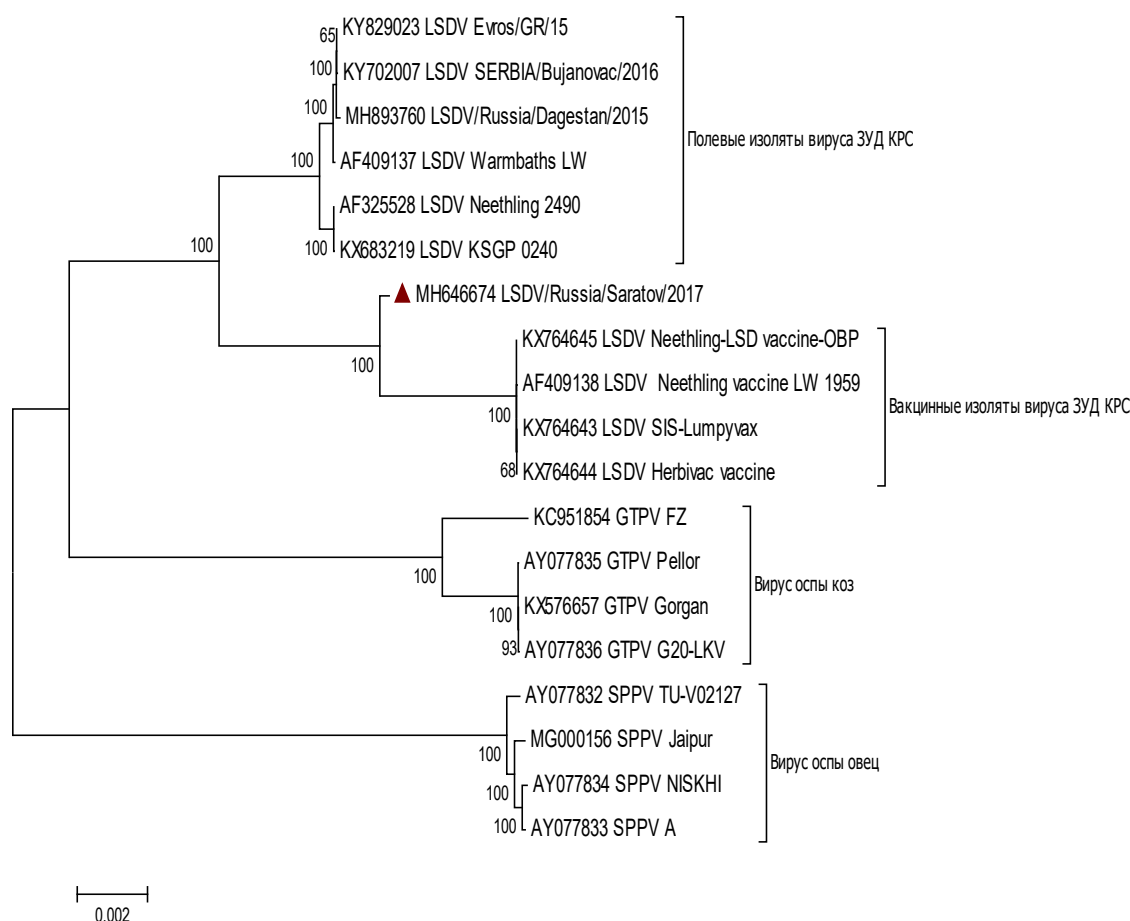 65
KY829023 LSDV Evros/GR/15
100
KY702007 LSDV SERBIA/Bujanovac/2016
100
MH893760 LSDV/Russia/Dagestan/2015
Полевые изоляты вируса ЗУД КРС
100
AF409137 LSDV Warmbaths LW
AF325528 LSDV Neethling 2490
100
100
KX683219 LSDV KSGP 0240
MH646674 LSDV/Russia/Saratov/2017
KX764645 LSDV Neethling-LSD vaccine-OBP
100
AF409138 LSDV Neethling vaccine LW 1959
100
Вакцинные изоляты вируса ЗУД КРС
KX764643 LSDV SIS-Lumpyvax
68
KX764644 LSDV Herbivac vaccine
KC951854 GTPV FZ
AY077835 GTPV Pellor
100
Вирус оспы коз
100
KX576657 GTPV Gorgan
93
AY077836 GTPV G20-LKV
AY077832 SPPV TU-V02127
100
MG000156 SPPV Jaipur
Вирус оспы овец
100
AY077834 SPPV NISKHI
100
AY077833 SPPV A
0.002